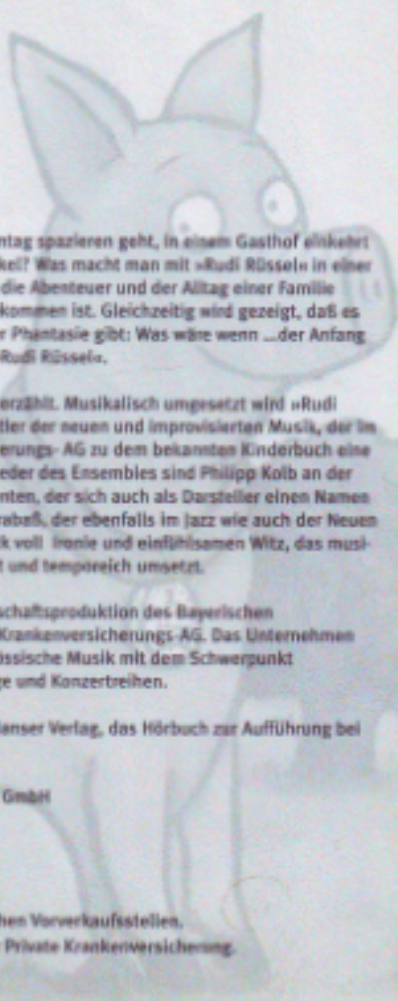 ntag spazieren geht, in einem Gasthof einkehrt
kel? Was macht man mit »Rudi Rüssel« in einer
die Abenteuer und der Alltag einer Familie
kommen ist. Gleichzeitig wird gezeigt, daß es
r Phantasie gibt: Was wäre wenn ...der Anfang
Rudi Rüssel«.
erzählt. Musikalisch umgesetzt wird »Rudi
tler der neuen und improvisierten Musik, der im
erungs- AG zu dem bekannten Kinderbuch eine
eder des Ensembles sind Philipp Kolb an der
nten, der sich auch als Darsteller einen Namen
rabaß, der ebenfalls im Jazz wie auch der Neuen
k voll Ironie und einfühlsamen Witz, das musi-
t und temporeich umsetzt.
schaftsproduktion des Bayerischen
Krankenversicherungs-AG. Das Unternehmen
össische Musik mit dem Schwerpunkt
ge und Konzertreihen.
Hanser Verlag, das Hörbuch zur Aufführung bei
GmbH
hen Vorverkaufsstellen.
Private Krankenversicherung.